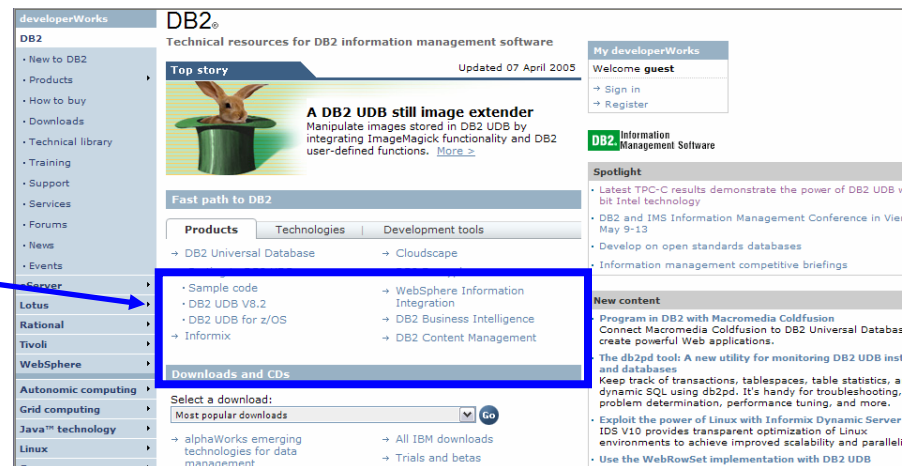 developerWorks
DB2
· New to DB2
· Products
· How to buy
· Downloads
· Technical library
· Training
· Support
· Services
· Forums
· News
· Events
eServer
Lotus
Rational
Tivoli
WebSphere
Autonomic computing
Grid computing
Java™ technology
Linux
DB2®
Technical resources for DB2 information management software
Top story
Updated 07 April 2005
A DB2 UDB still image extender
Manipulate images stored in DB2 UDB by
integrating ImageMagick functionality and DB2
user-defined functions. More >
Fast path to DB2
Products
Technologies
Development tools
→ DB2 Universal Database
· Sample code
· DB2 UDB V8.2
· DB2 UDB for z/OS
→ Informix
→ Cloudscape
→ WebSphere Information
Integration
→ DB2 Business Intelligence
→ DB2 Content Management
Downloads and CDs
Select a download:
Most popular downloads
Go
→ alphaWorks emerging
technologies for data
management
→ All IBM downloads
→ Trials and betas
My developerWorks
Welcome guest
→ Sign in
→ Register
DB2. Information
Management Software
Spotlight
· Latest TPC-C results demonstrate the power of DB2 UDB
bit Intel technology
· DB2 and IMS Information Management Conference in
May 9-13
· Develop on open standards databases
· Information management competitive briefings
New content
· Program in DB2 with Macromedia Coldfusion
Connect Macromedia Coldfusion to DB2 Universal
create powerful Web applications.
· The db2pd tool: A new utility for monitoring DB2 UDB
and databases
Keep track of transactions, tablespaces, table statistics,
dynamic SQL using db2pd. It's handy for troubleshooting,
problem determination, performance tuning, and more.
· Exploit the power of Linux with Informix Dynamic Server
IDS V10 provides transparent optimization of Linux
environments to achieve improved scalability and
· Use the WebRowSet implementation with DB2 UDB